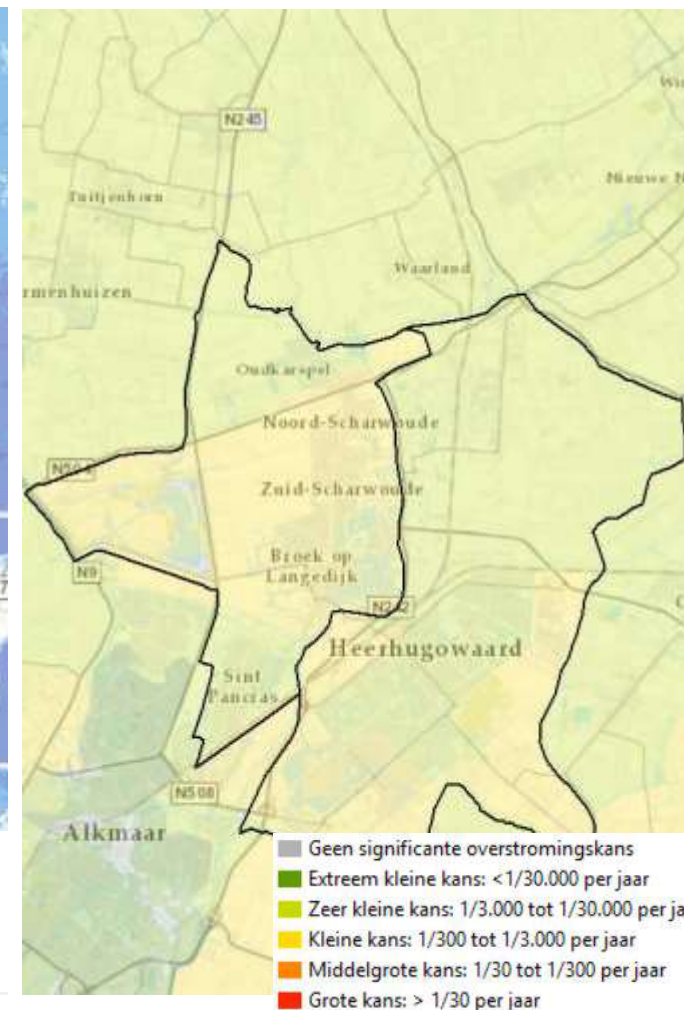 N245
Tuitjenhorn
Nieuwe N
Waarland
rmenhuizen
Oudkarspel
Noord-Scharwoude
N504
Zuid-Scharwoude
Broek op
Langedijk
N9
N242
Heerhugowaard
Sint
Pancras
N508
Alkmaar
Geen significante overstromingskans
Extreem kleine kans: <1/30.000 per jaar
Zeer kleine kans: 1/3.000 tot 1/30.000 per ja
Kleine kans: 1/300 tot 1/3.000 per jaar
Middelgrote kans: 1/30 tot 1/300 per jaar
Grote kans: > 1/30 per jaar